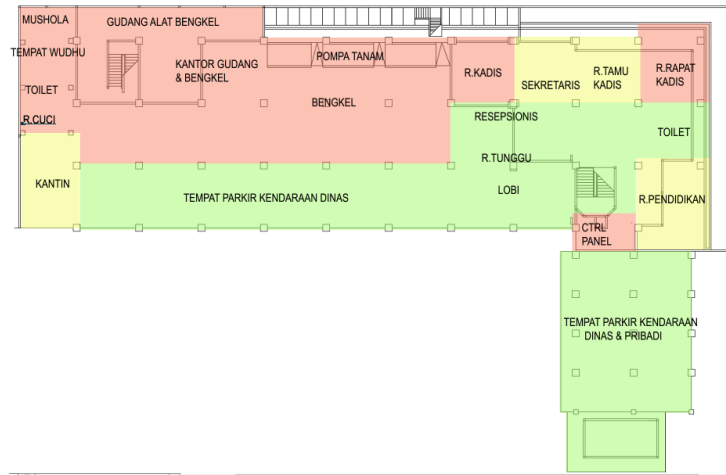 MUSHOLA
GUDANG ALAT BENGKEL
TEMPAT WUDHU
TOILET
R.CUCI
KANTOR GUDANG
& BENGKEL
POMPA TANAM
BENGKEL
R.KADIS
SEKRETARIS
R.TAMU
KADIS
R.RAPAT
KADIS
RESEPSIONIS
TOILET
R.TUNGGU
LOBI
KANTIN
TEMPAT PARKIR KENDARAAN DINAS
R.PENDIDIKAN
CTRL
PANEL
TEMPAT PARKIR KENDARAAN
DINAS & PRIBADI